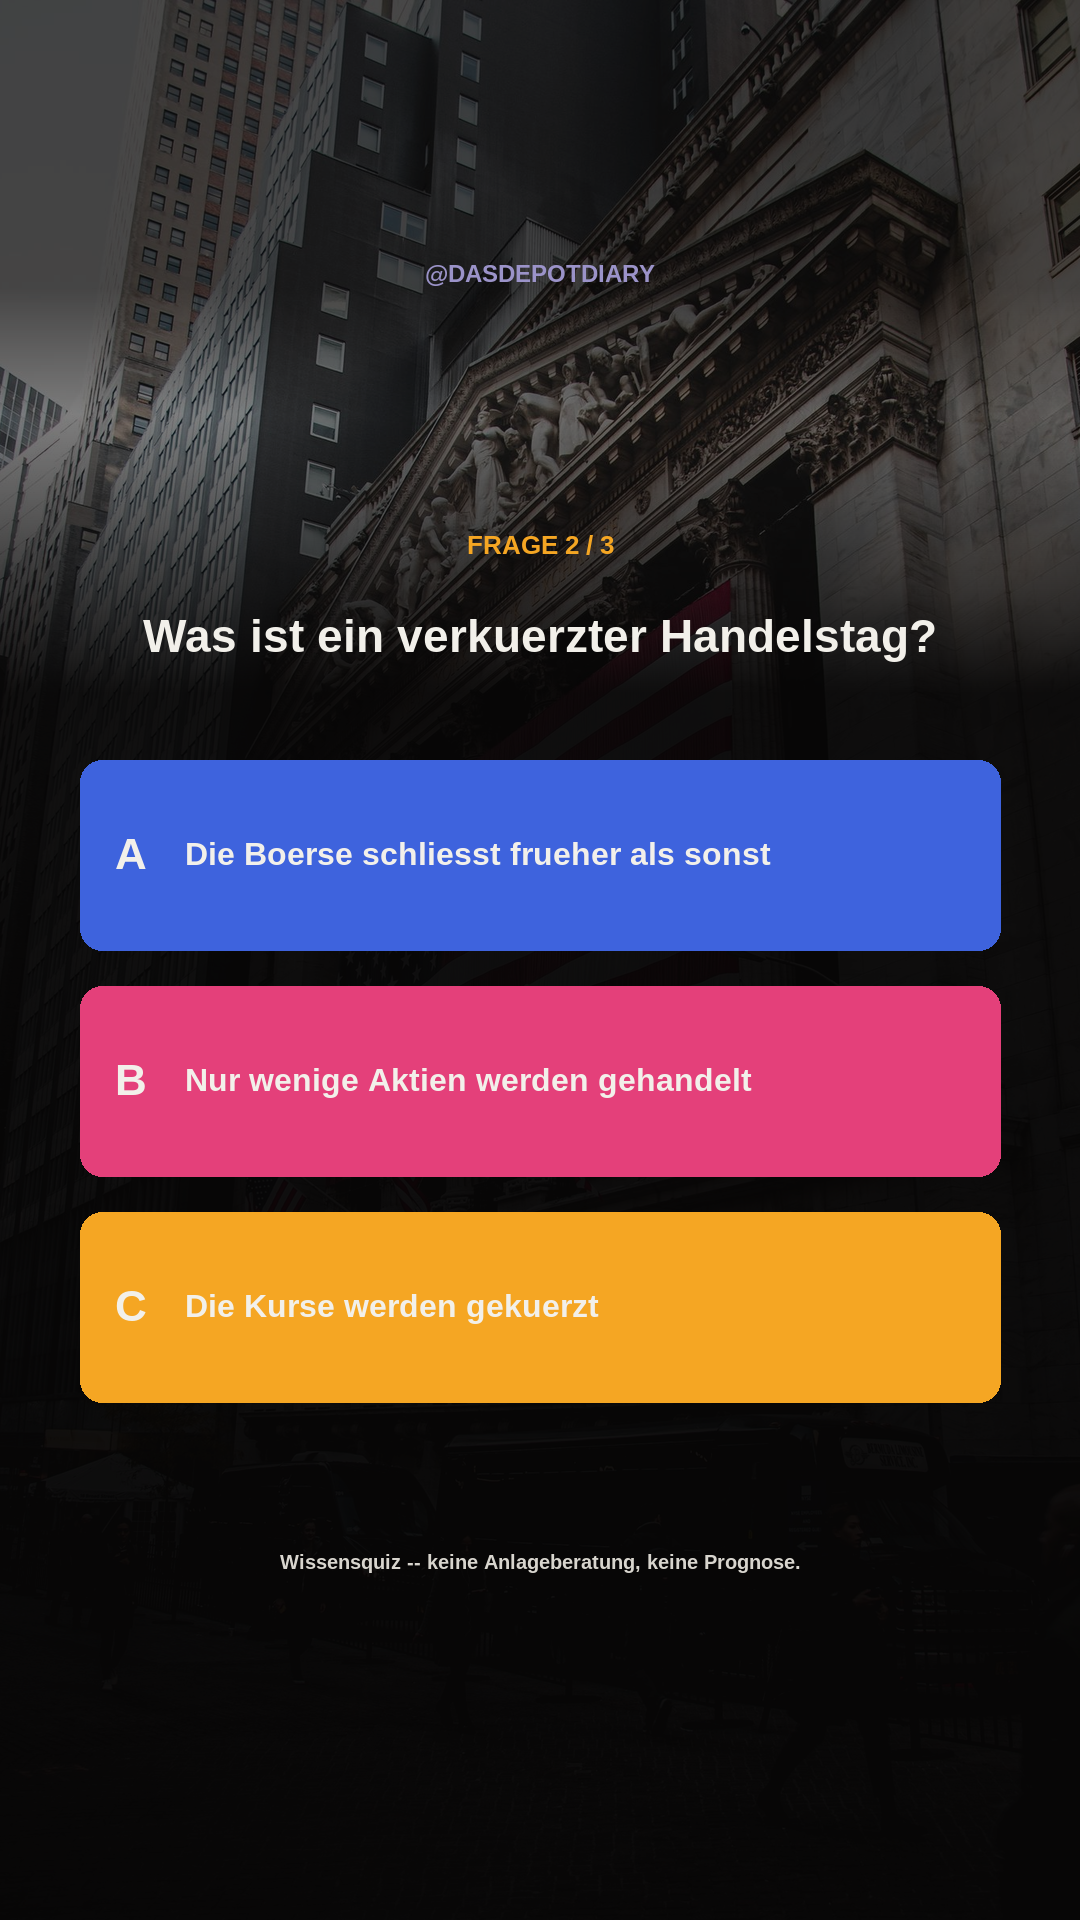 @DASDEPOTDIARY
FRAGE 2 / 3
Was ist ein verkuerzter Handelstag?
A Die Boerse schliesst frueher als sonst
B Nur wenige Aktien werden gehandelt
C Die Kurse werden gekuerzt
Wissensquiz -- keine Anlageberatung, keine Prognose.